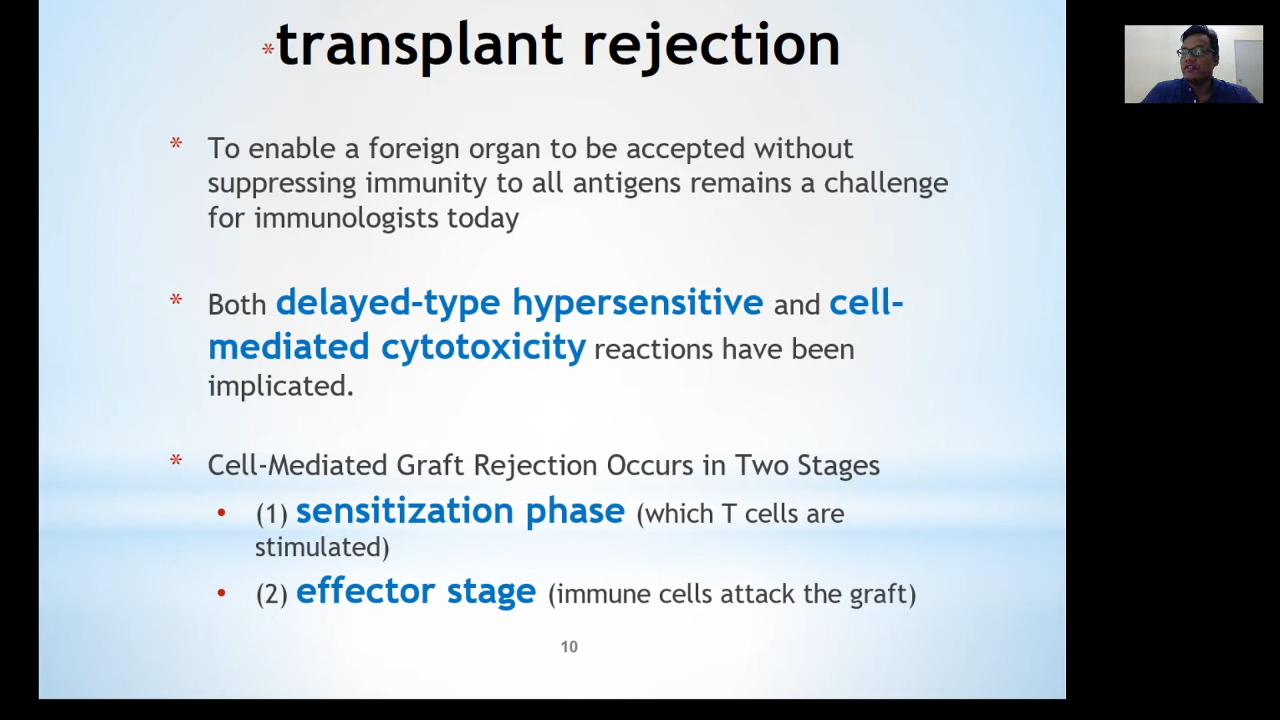 *transplant rejection
* To enable a foreign organ to be accepted without
suppressing immunity to all antigens remains a challenge
for immunologists today
* Both delayed-type hypersensitive and cell-
mediated cytotoxicity reactions have been
implicated.
* Cell-Mediated Graft Rejection Occurs in Two Stages
• (1) sensitization phase (which T cells are
stimulated)
• (2) effector stage (immune cells attack the graft)
10